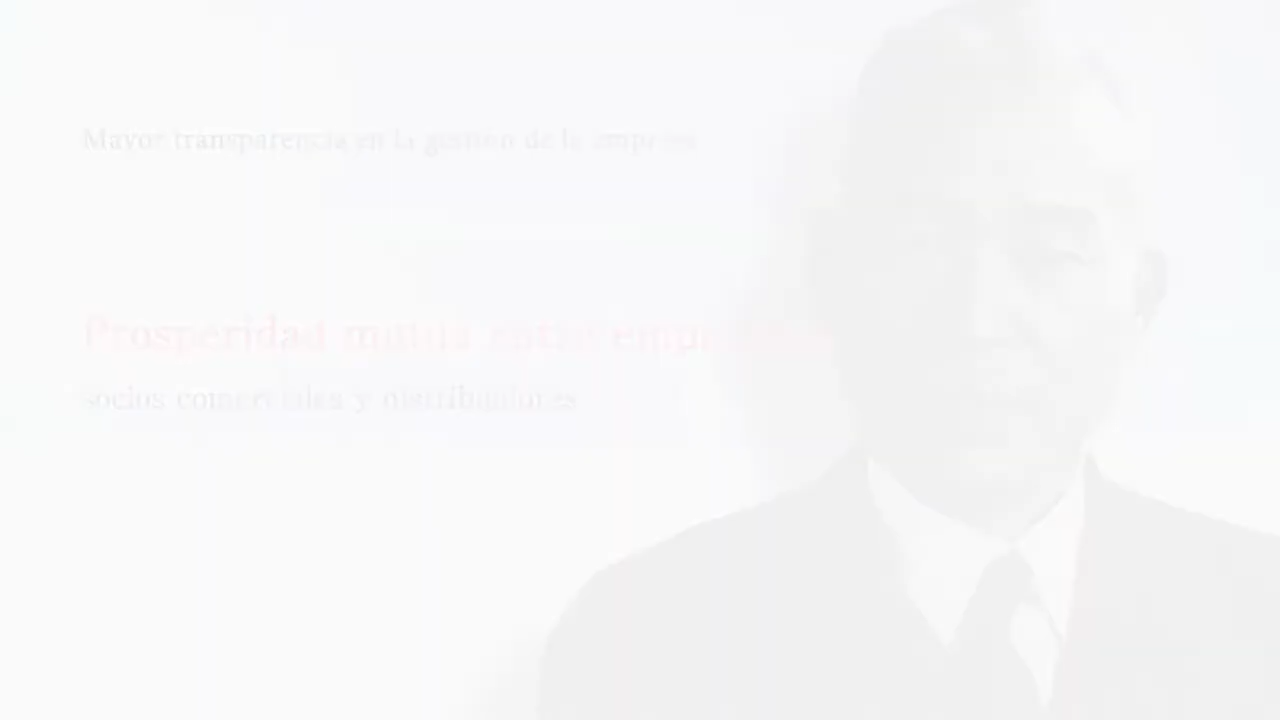 Mayor transparencia en la gestión de la empresa
Prosperidad mutua entre empresa,
socios comerciales y distribuidores